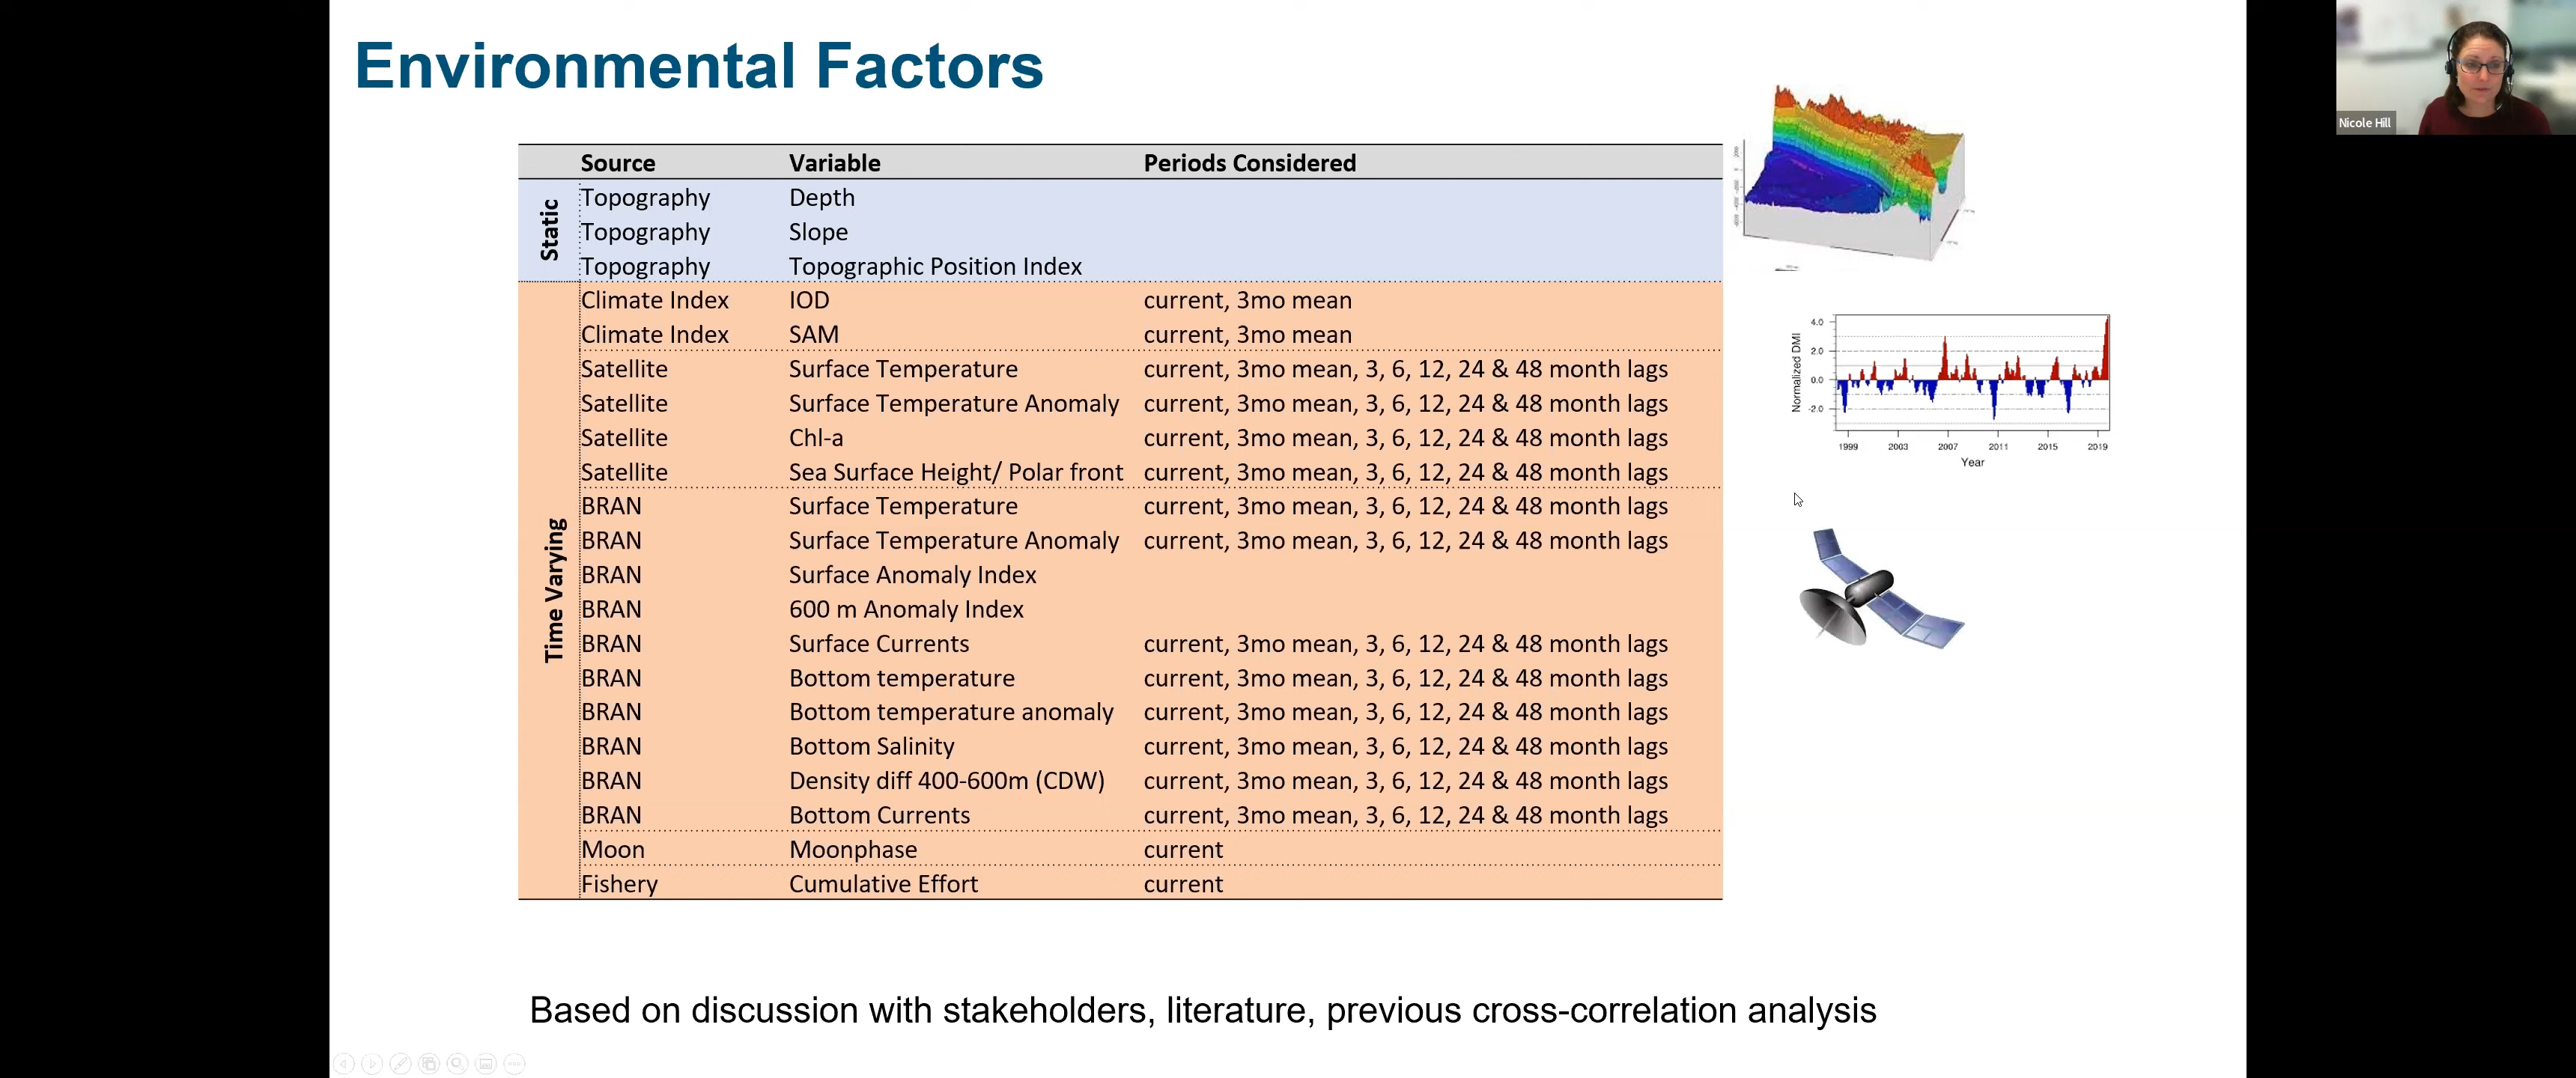 Environmental Factors
Nicole Hill
Source Variable Periods Considered
Static
Topography Depth
Topography Slope
Topography Topographic Position Index
Time Varying
Climate Index IOD current, 3mo mean
Climate Index SAM current, 3mo mean
Satellite Surface Temperature current, 3mo mean, 3, 6, 12, 24 & 48 month lags
Satellite Surface Temperature Anomaly current, 3mo mean, 3, 6, 12, 24 & 48 month lags
Satellite Chl-a current, 3mo mean, 3, 6, 12, 24 & 48 month lags
Satellite Sea Surface Height/ Polar front current, 3mo mean, 3, 6, 12, 24 & 48 month lags
BRAN Surface Temperature current, 3mo mean, 3, 6, 12, 24 & 48 month lags
BRAN Surface Temperature Anomaly current, 3mo mean, 3, 6, 12, 24 & 48 month lags
BRAN Surface Anomaly Index
BRAN 600 m Anomaly Index
BRAN Surface Currents current, 3mo mean, 3, 6, 12, 24 & 48 month lags
BRAN Bottom temperature current, 3mo mean, 3, 6, 12, 24 & 48 month lags
BRAN Bottom temperature anomaly current, 3mo mean, 3, 6, 12, 24 & 48 month lags
BRAN Bottom Salinity current, 3mo mean, 3, 6, 12, 24 & 48 month lags
BRAN Density diff 400-600m (CDW) current, 3mo mean, 3, 6, 12, 24 & 48 month lags
BRAN Bottom Currents current, 3mo mean, 3, 6, 12, 24 & 48 month lags
Moon Moonphase current
Fishery Cumulative Effort current
Normalized DMI
4.0
2.0
0.0
-2.0
1999 2003 2007 2011 2015 2019
Year
Based on discussion with stakeholders, literature, previous cross-correlation analysis